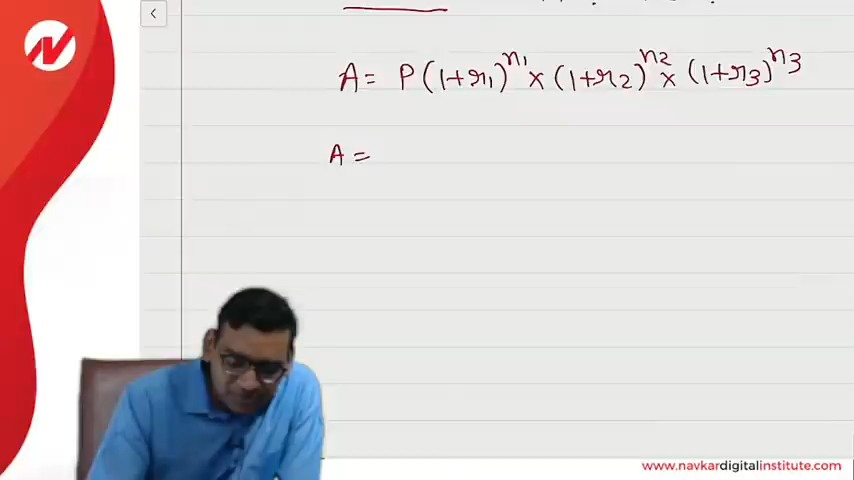 A = P(1+r₁)^n₁ × (1+r₂)^n₂ × (1+r₃)^n₃
A =
www.navkardigitalinstitute.com